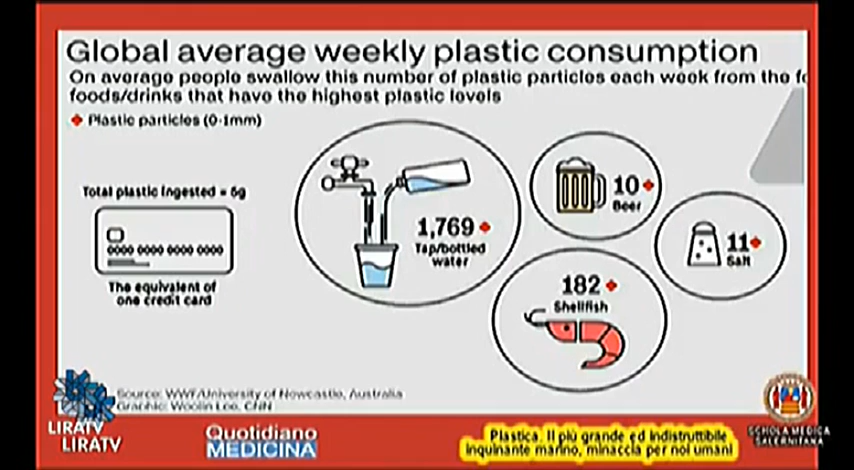 Global average weekly plastic consumption
On average people swallow this number of plastic particles each week from the
foods/drinks that have the highest plastic levels
Plastic particles (0-1mm)
Total plastic ingested = 5g
0000 0000 0000 0000
The equivalent of
one credit card
1,769
Tap/bottled
water
10
Beer
11
Salt
182
Shellfish
Source: WWF/University of Newcastle, Australia
Graphic: Woojin Lee, CNN
LIRATV
LIRATV
Quotidiano
MEDICINA
Plastica. Il più grande ed indistruttibile
inquinante marino, minaccia per noi umani
SCHOLA MEDICA
SALERNITANA